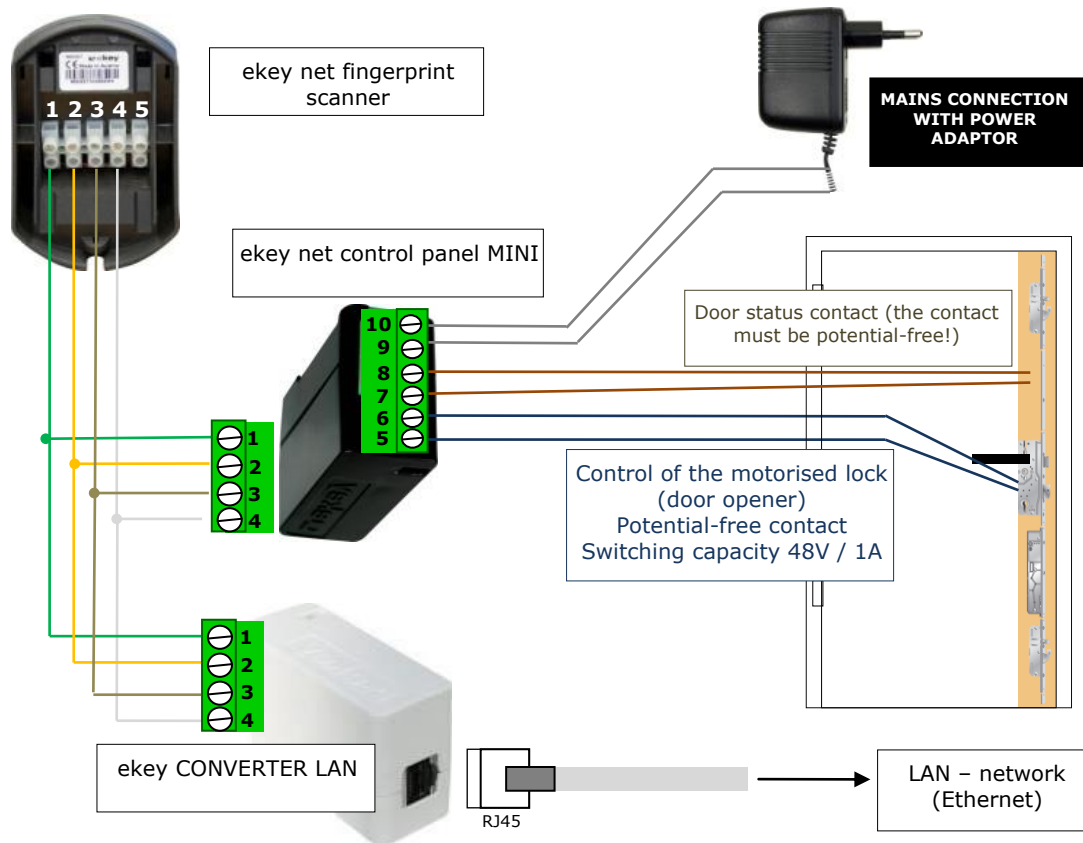 ekey
1 2 3 4 5
ekey net fingerprint
scanner
MAINS CONNECTION
WITH POWER
ADAPTOR
ekey net control panel MINI
10
9
8
7
6
5
Door status contact (the contact
must be potential-free!)
1
2
3
4
Control of the motorised lock
(door opener)
Potential-free contact
Switching capacity 48V / 1A
1
2
3
4
ekey CONVERTER LAN
RJ45
LAN – network
(Ethernet)